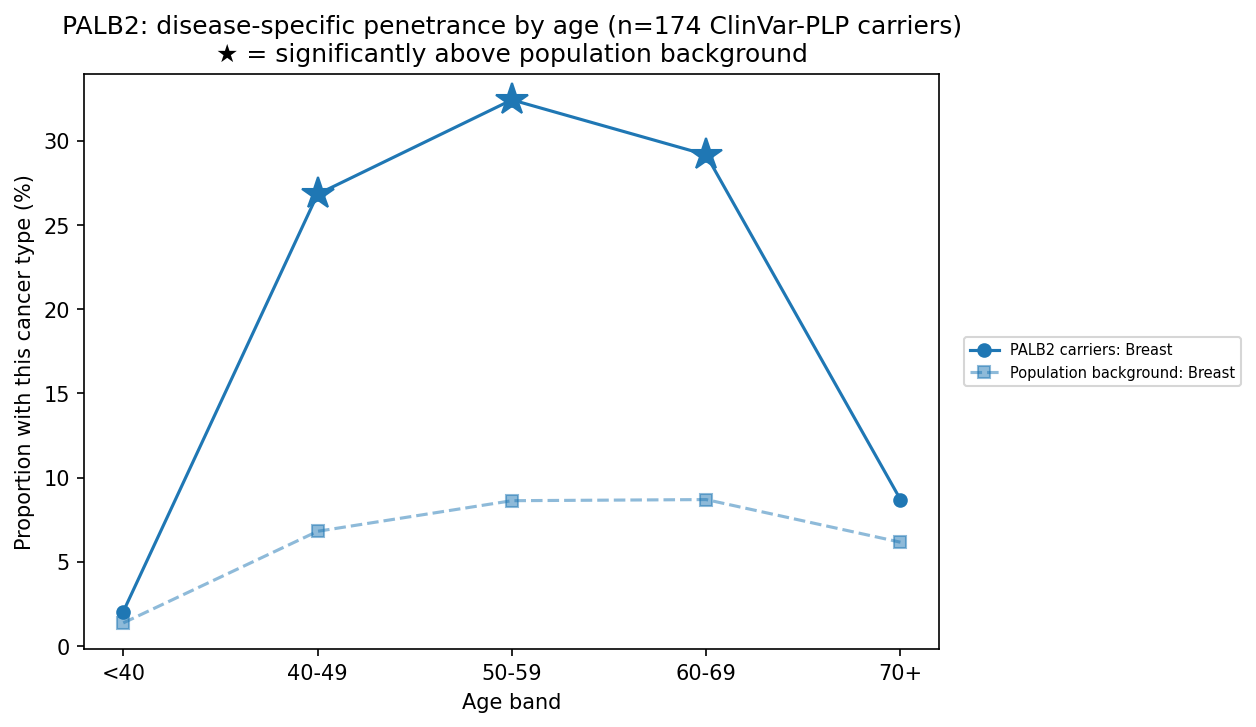 PALB2: disease-specific penetrance by age (n=174 ClinVar-PLP carriers)
★ = significantly above population background
Proportion with this cancer type (%)
30
25
20
15
10
5
0
<40
40-49
50-59
60-69
70+
Age band
PALB2 carriers: Breast
Population background: Breast